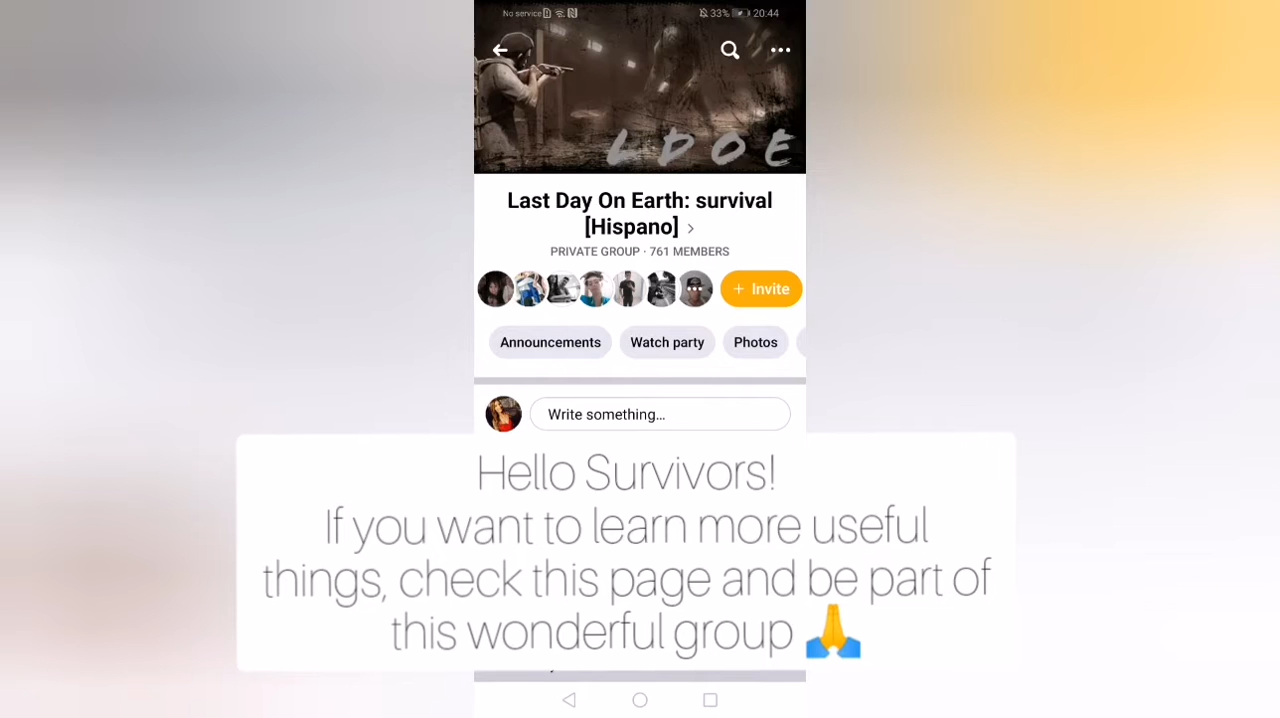 No service 33% 20:44
L D O E
Last Day On Earth: survival
[Hispano] >
PRIVATE GROUP · 761 MEMBERS
+ Invite
Announcements Watch party Photos
Write something...
Hello Survivors!
If you want to learn more useful
things, check this page and be part of
this wonderful group 🙏